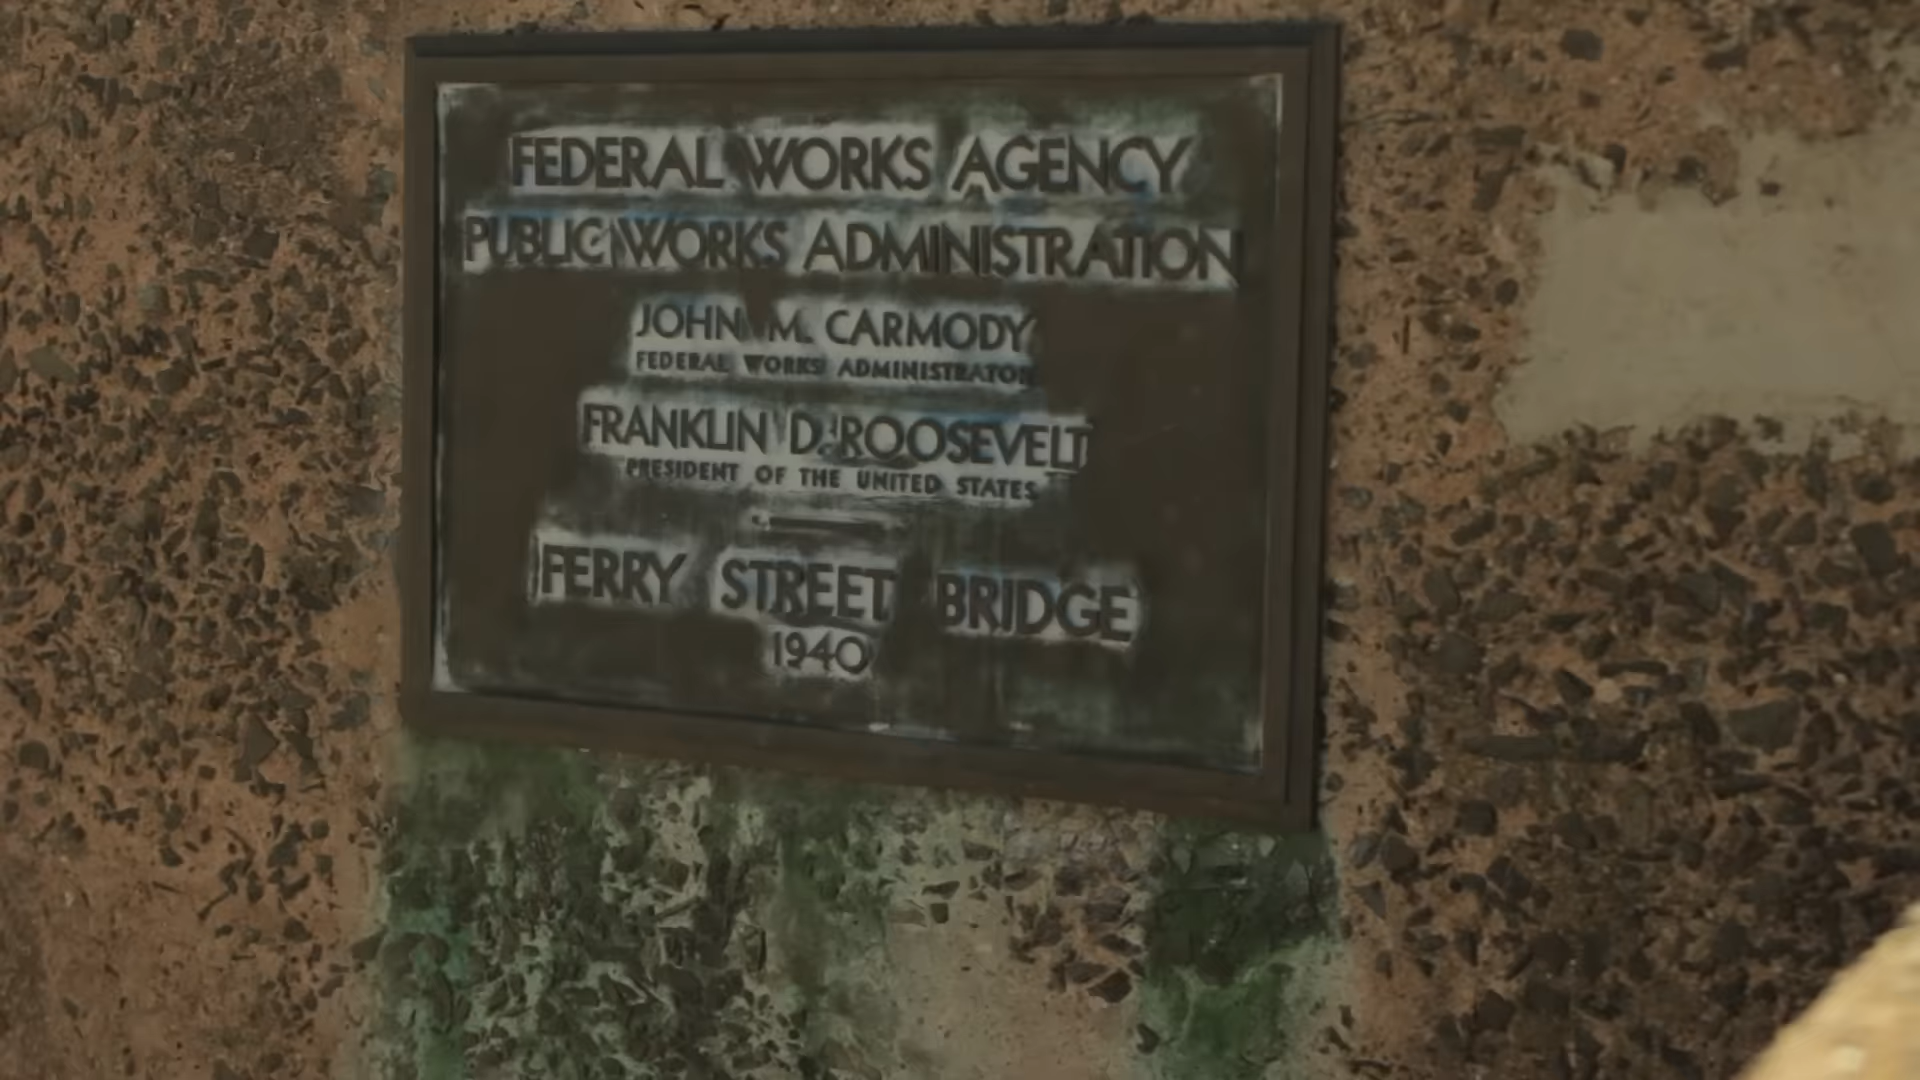 FEDERAL WORKS AGENCY
PUBLIC WORKS ADMINISTRATION
JOHN M. CARMODY
FEDERAL WORKS ADMINISTRATOR
FRANKLIN D. ROOSEVELT
PRESIDENT OF THE UNITED STATES
FERRY STREET BRIDGE
1940